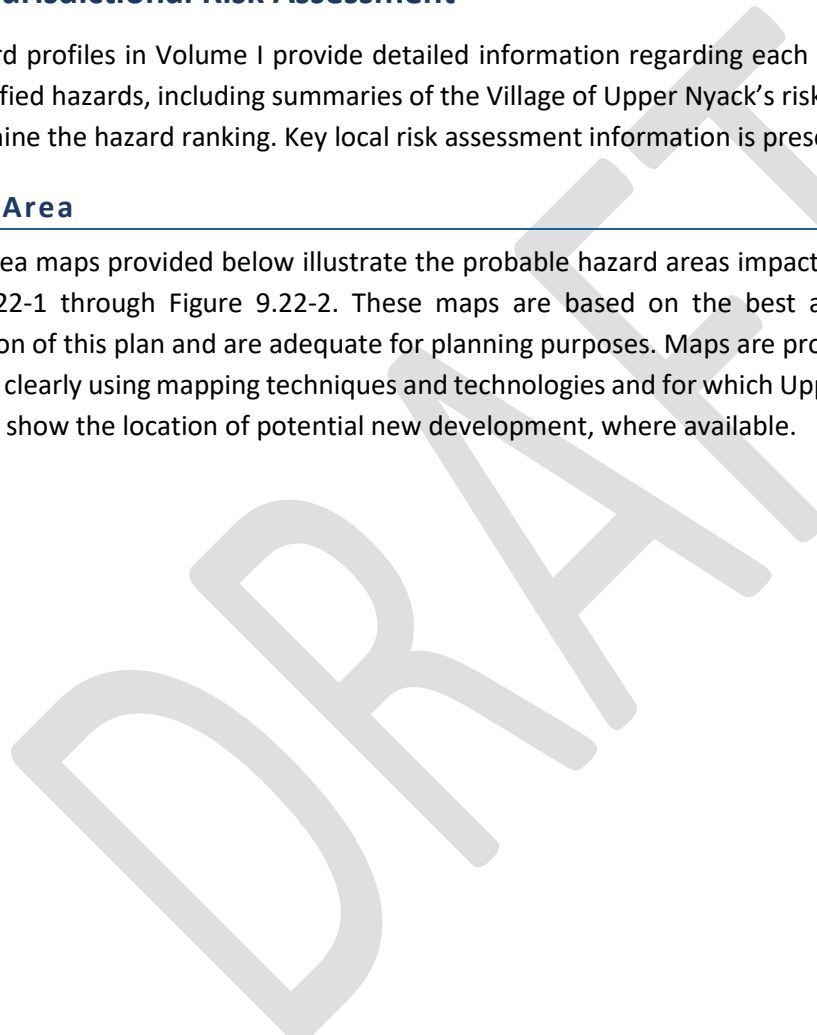 Jurisdictional Risk Assessment
rd profiles in Volume I provide detailed information regarding each
fied hazards, including summaries of the Village of Upper Nyack's risk
ine the hazard ranking. Key local risk assessment information is prese
Area
ea maps provided below illustrate the probable hazard areas impact
22-1 through Figure 9.22-2. These maps are based on the best a
on of this plan and are adequate for planning purposes. Maps are pro
clearly using mapping techniques and technologies and for which Upp
show the location of potential new development, where available.
DRAFT